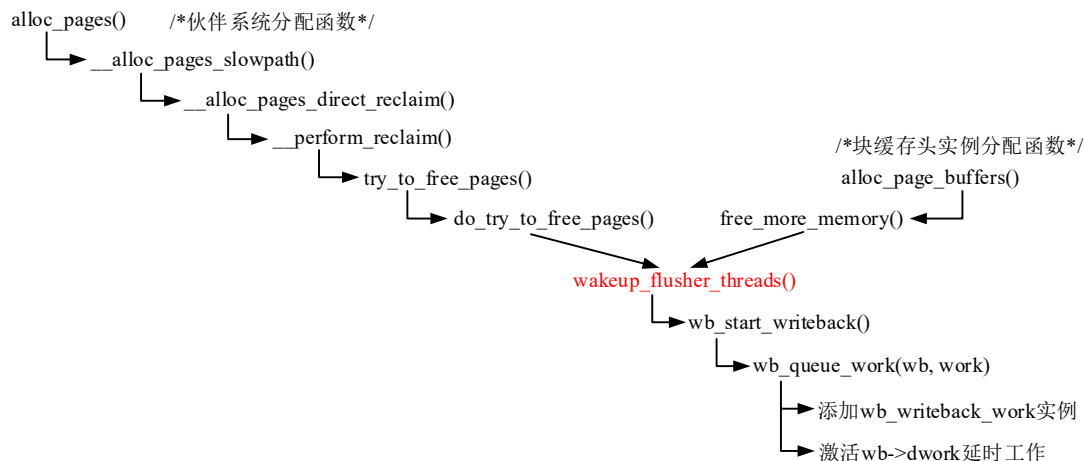 alloc_pages() /*伙伴系统分配函数*/
__alloc_pages_slowpath()
__alloc_pages_direct_reclaim()
__perform_reclaim()
/*块缓存头实例分配函数*/
try_to_free_pages()
alloc_page_buffers()
do_try_to_free_pages()
free_more_memory()
wakeup_flusher_threads()
wb_start_writeback()
wb_queue_work(wb, work)
添加wb_writeback_work实例
激活wb->dwork延时工作